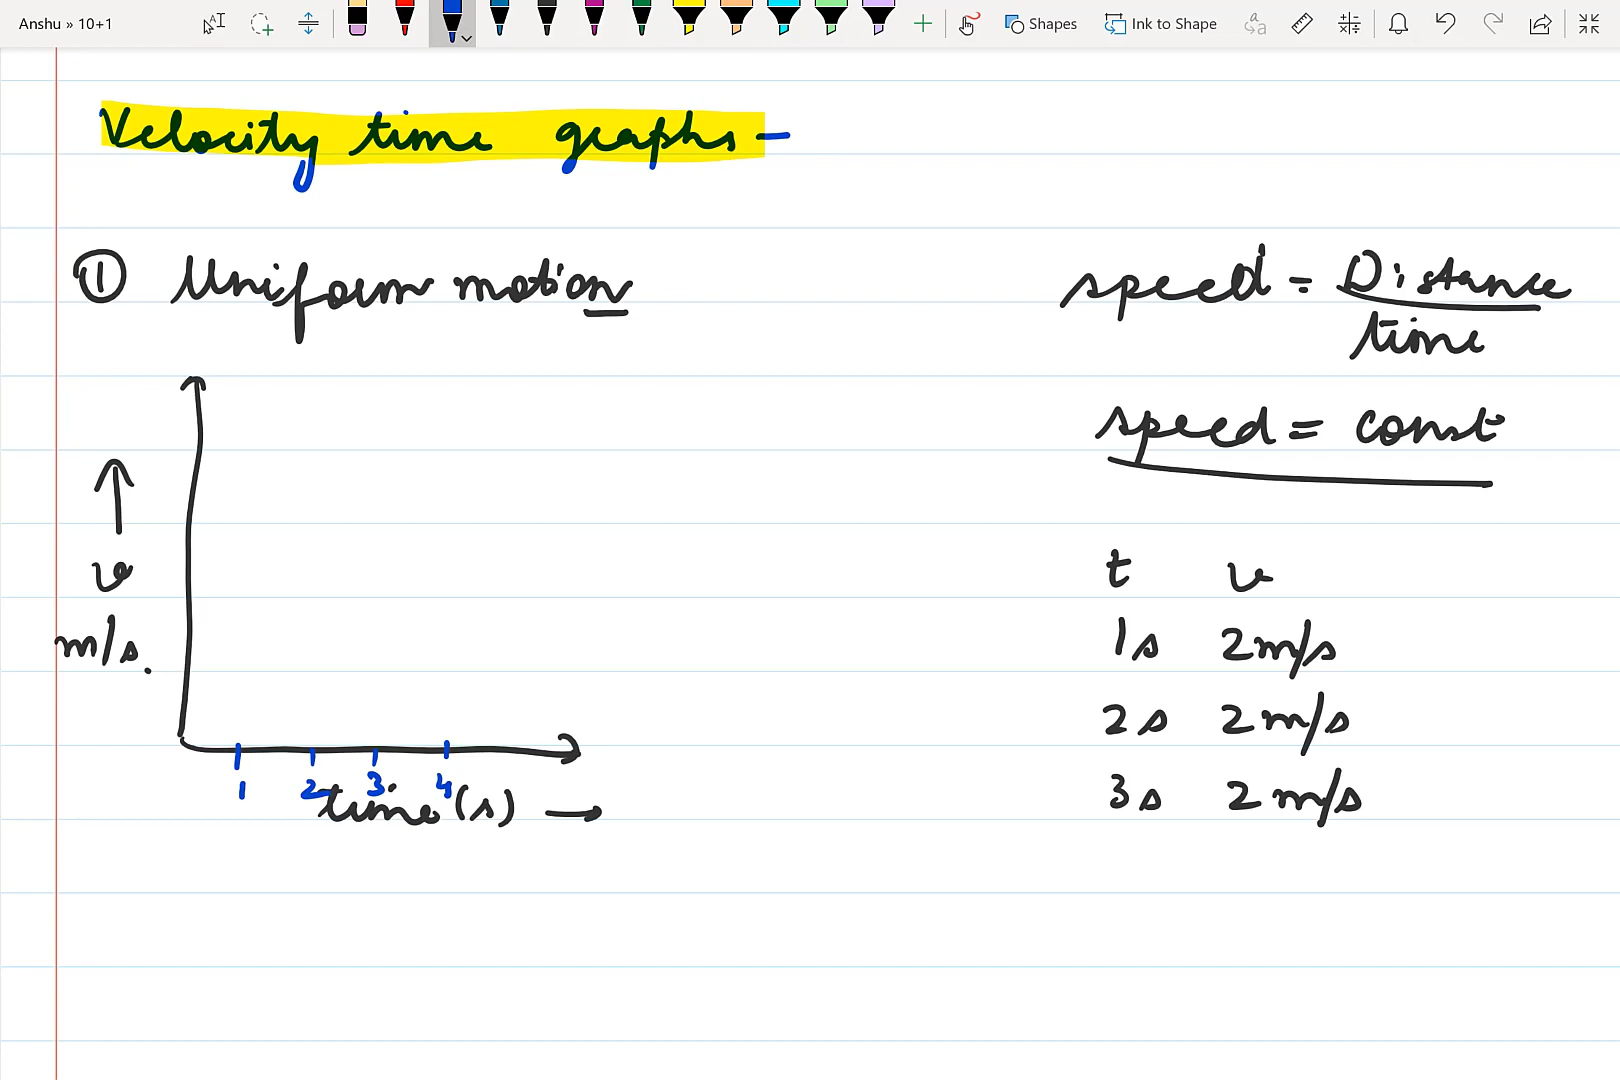 Anshu » 10+1
Shapes
Ink to Shape
Velocity time graphs -
① Uniform motion
speed = Distance
time
speed = const
v
m/s.
1 2 3 4
time (s) →
t v
1s 2m/s
2s 2m/s
3s 2m/s